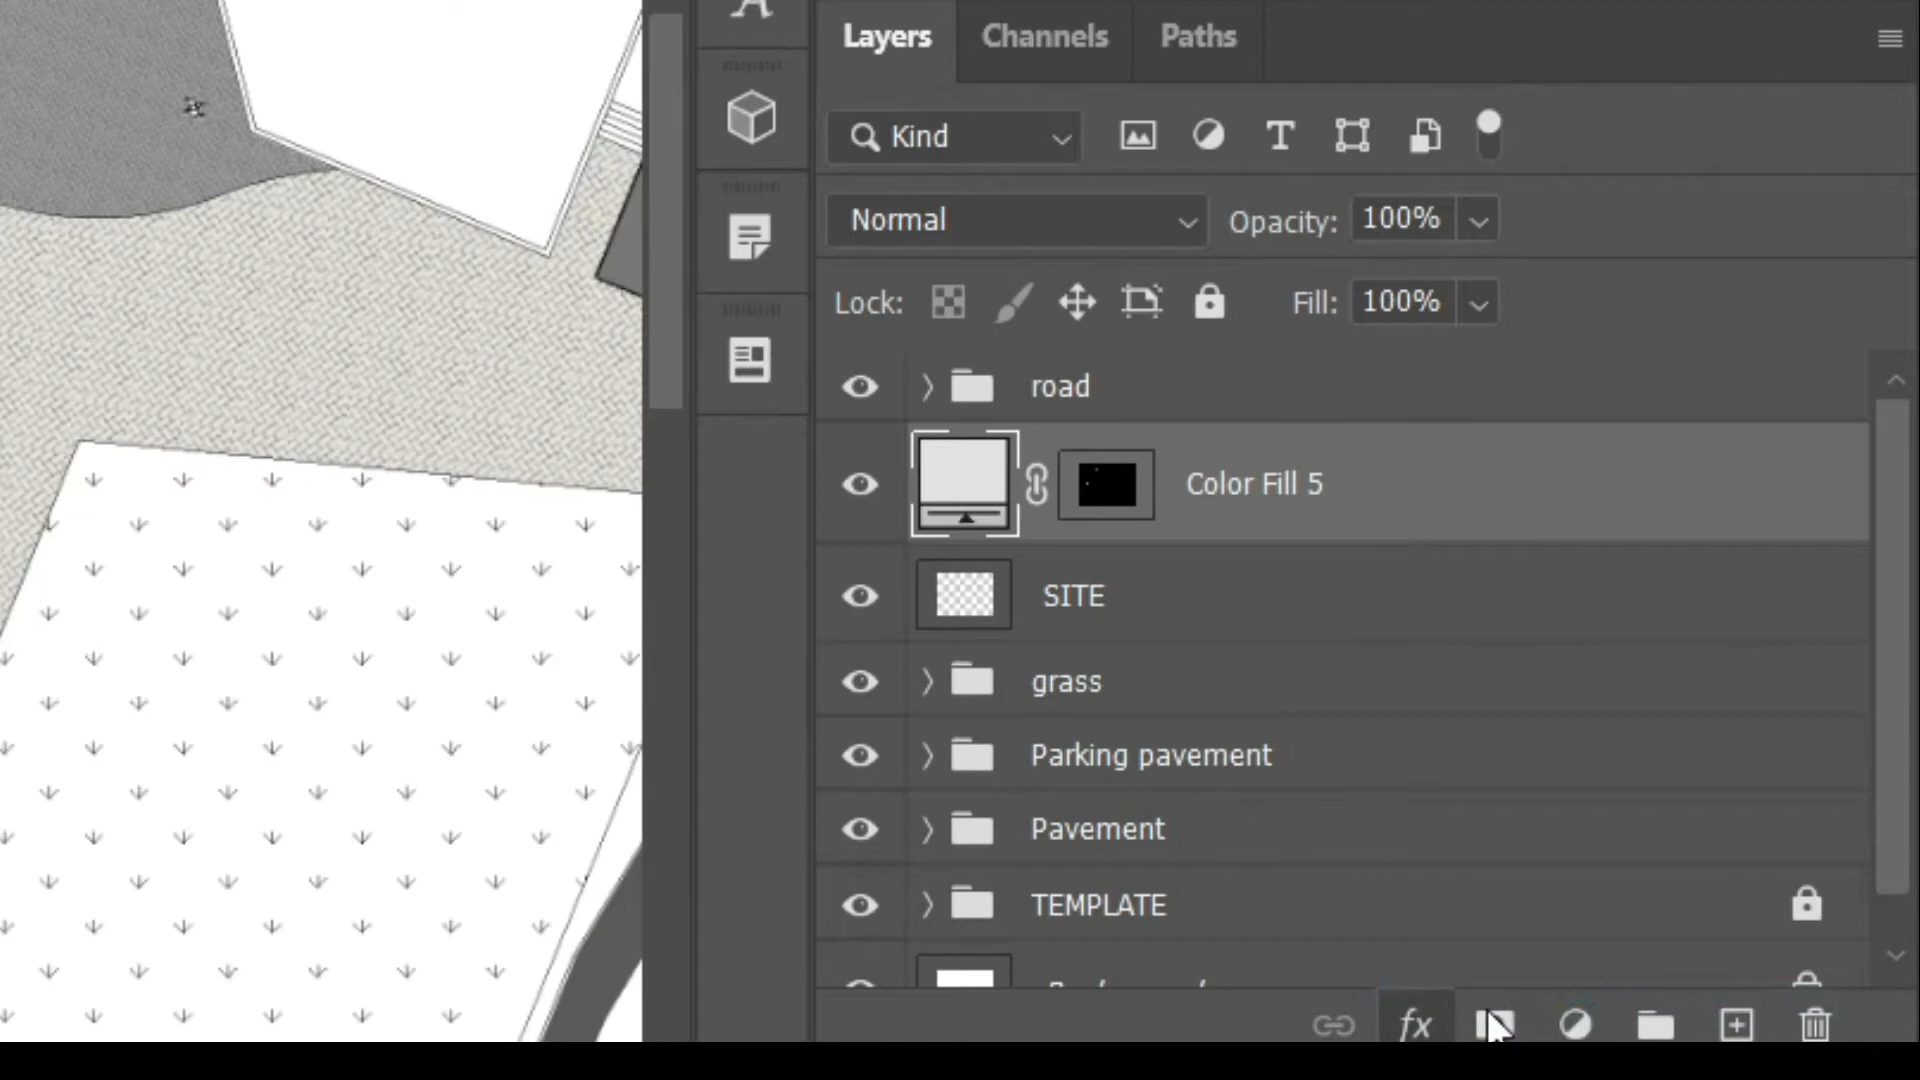 Layers Channels Paths
Kind
Normal Opacity: 100%
Lock: Fill: 100%
road
Color Fill 5
SITE
grass
Parking pavement
Pavement
TEMPLATE
fx